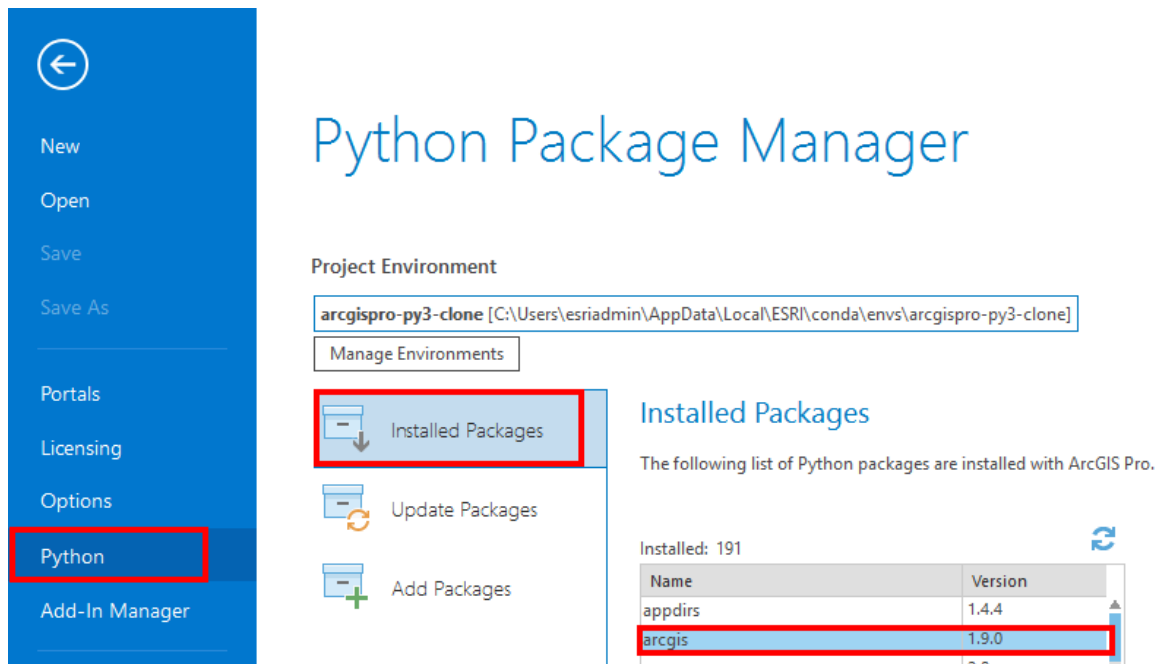 New
Open
Save
Save As
Portals
Licensing
Options
Python
Add-In Manager
Python Package Manager
Project Environment
arcgispro-py3-clone [C:\Users\esriadmin\AppData\Local\ESRI\conda\envs\arcgispro-py3-clone]
Manage Environments
Installed Packages
Update Packages
Add Packages
Installed Packages
The following list of Python packages are installed with ArcGIS Pro.
Installed: 191
Name Version
appdirs 1.4.4
arcgis 1.9.0